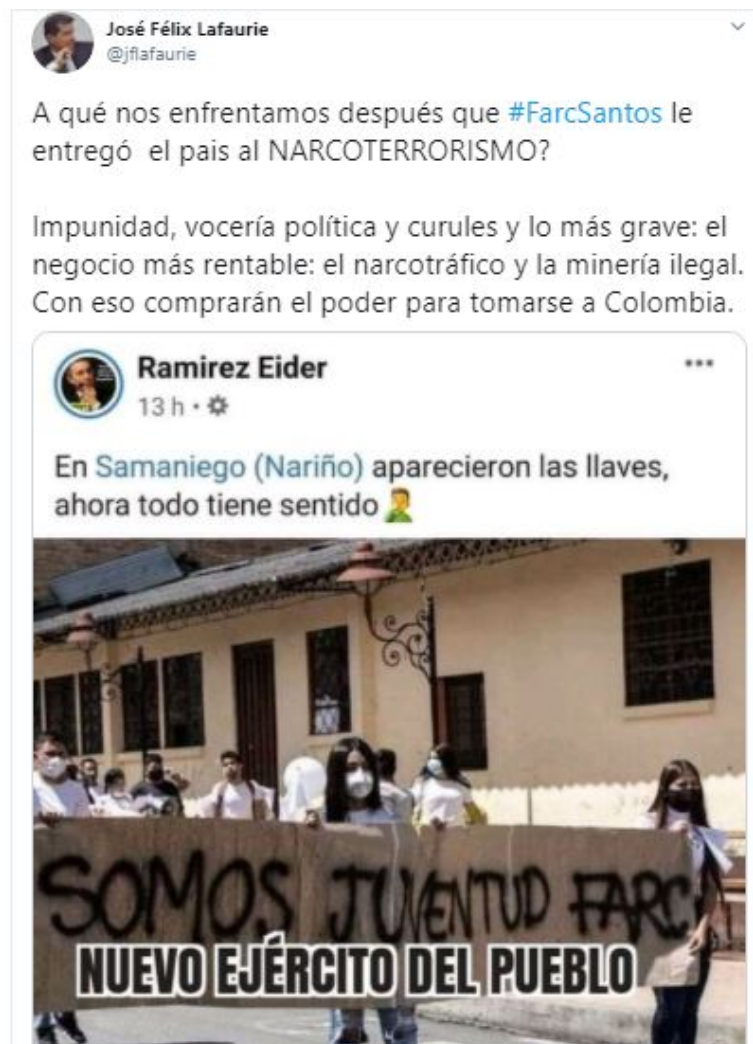 José Félix Lafaurie
@jflafaurie
A qué nos enfrentamos después que #FarcSantos le
entregó el pais al NARCOTERRORISMO?
Impunidad, vocería política y curules y lo más grave: el
negocio más rentable: el narcotráfico y la minería ilegal.
Con eso comprarán el poder para tomarse a Colombia.
Ramirez Eider
13 h
En Samaniego (Nariño) aparecieron las llaves,
ahora todo tiene sentido
SOMOS JUVENTUD FARC
NUEVO EJÉRCITO DEL PUEBLO